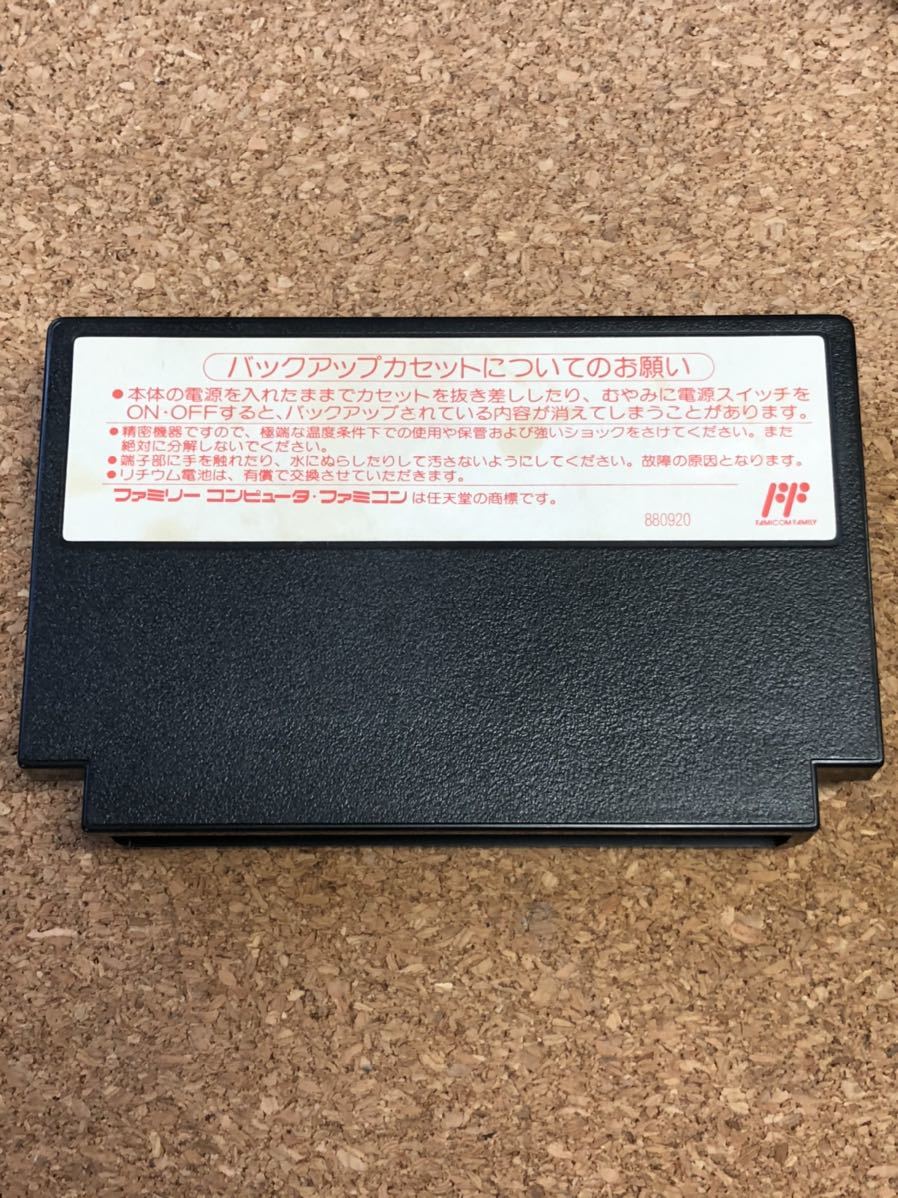 バックアップカセットについてのお願い
●本体の電源を入れたままでカセットを抜き差ししたり、むやみに電源スイッチを
ON・OFFすると、バックアップされている内容が消えてしまうことがあります。
●精密機器ですので、極端な温度条件下での使用や保管および強いショックをさけてください。また
絶対に分解しないでください。
●端子部に手を触れたり、水にぬらしたりして汚さないようにしてください。故障の原因となります。
●リチウム電池は、有償で交換させていただきます。
ファミリー コンピュータ・ファミコン は任天堂の商標です。
FF
FAMICOM FAMILY
880920